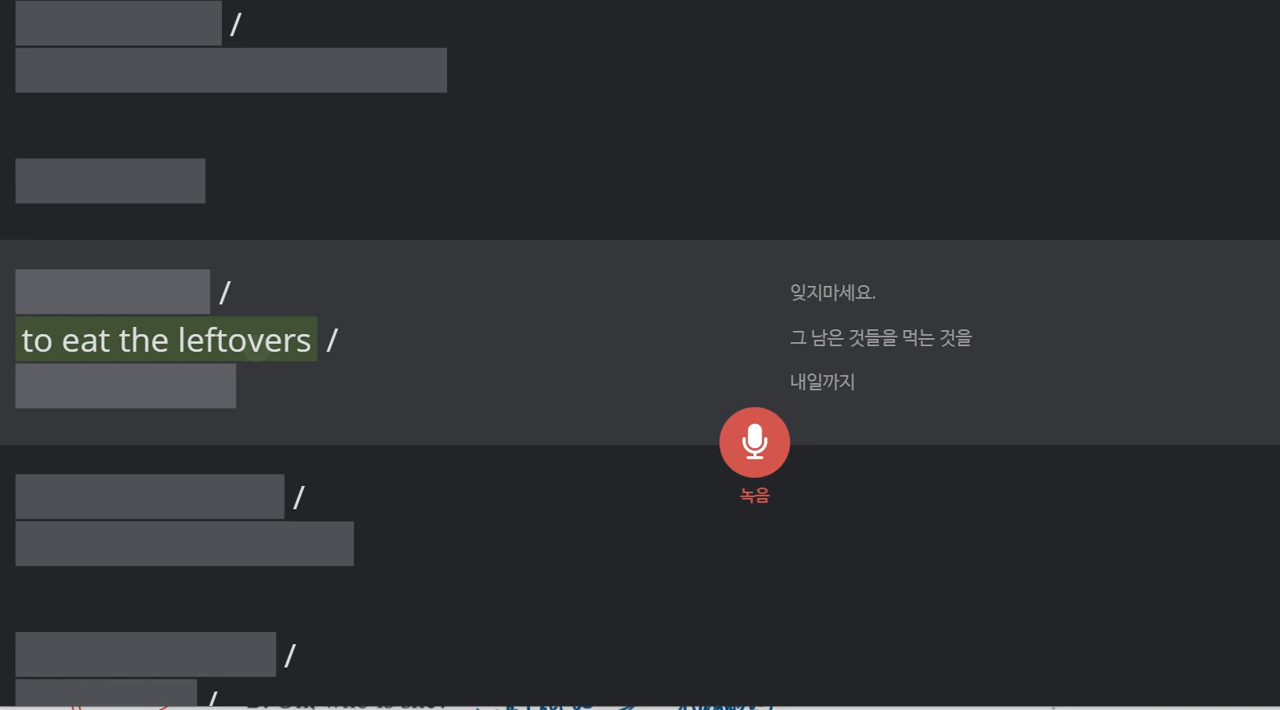 /
/
to eat the leftovers /
잊지마세요.
그 남은 것들을 먹는 것을
내일까지
녹음
/
/
/